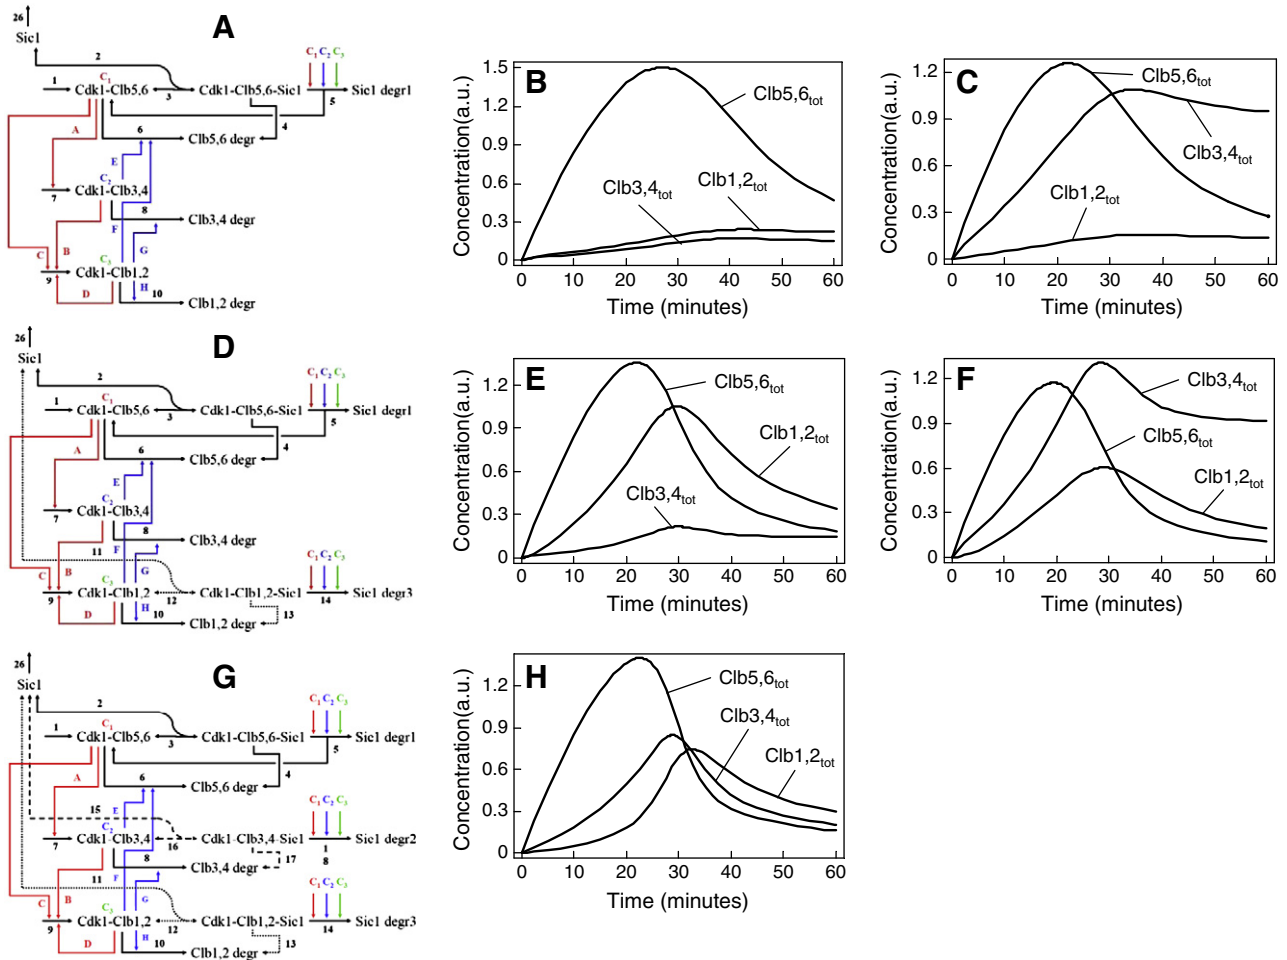 A
26
Sic1
2
C1 C2 C3
1 Cdk1-Clb5,6 C1 3 Cdk1-Clb5,6-Sic1 5 Sic1 degr1
4
A 6 Clb5,6 degr
E
C2
7 Cdk1-Clb3,4
8 Clb3,4 degr
F
C B G
C3
9 Cdk1-Clb1,2
D H 10 Clb1,2 degr
B
Concentration(a.u.)
1.5
1.2
0.9
0.6
0.3
0
Clb5,6tot
Clb3,4tot
Clb1,2tot
0 10 20 30 40 50 60
Time (minutes)
C
Concentration(a.u.)
1.2
0.9
0.6
0.3
0
Clb5,6tot
Clb3,4tot
Clb1,2tot
0 10 20 30 40 50 60
Time (minutes)
D
26
Sic1
2
C1 C2 C3
1 Cdk1-Clb5,6 C1 3 Cdk1-Clb5,6-Sic1 5 Sic1 degr1
4
A 6 Clb5,6 degr
E
C2
7 Cdk1-Clb3,4
8 Clb3,4 degr
11 F
C B G
C1 C2 C3
C3
9 Cdk1-Clb1,2 12 Cdk1-Clb1,2-Sic1 14 Sic1 degr3
13
D H 10 Clb1,2 degr
E
Concentration(a.u.)
1.2
0.9
0.6
0.3
0
Clb5,6tot
Clb1,2tot
Clb3,4tot
0 10 20 30 40 50 60
Time (minutes)
F
Concentration(a.u.)
1.2
0.9
0.6
0.3
0
Clb3,4tot
Clb5,6tot
Clb1,2tot
0 10 20 30 40 50 60
Time (minutes)
G
26
Sic1
2
C1 C2 C3
1 Cdk1-Clb5,6 C1 3 Cdk1-Clb5,6-Sic1 5 Sic1 degr1
4
A 6 Clb5,6 degr
15 E
C1 C2 C3
C2
7 Cdk1-Clb3,4 16 Cdk1-Clb3,4-Sic1 1 8 Sic1 degr2
17
8 Clb3,4 degr
11 F
C B G
C1 C2 C3
C3
9 Cdk1-Clb1,2 12 Cdk1-Clb1,2-Sic1 14 Sic1 degr3
13
D H 10 Clb1,2 degr
H
Concentration(a.u.)
1.2
0.9
0.6
0.3
0
Clb5,6tot
Clb3,4tot
Clb1,2tot
0 10 20 30 40 50 60
Time (minutes)